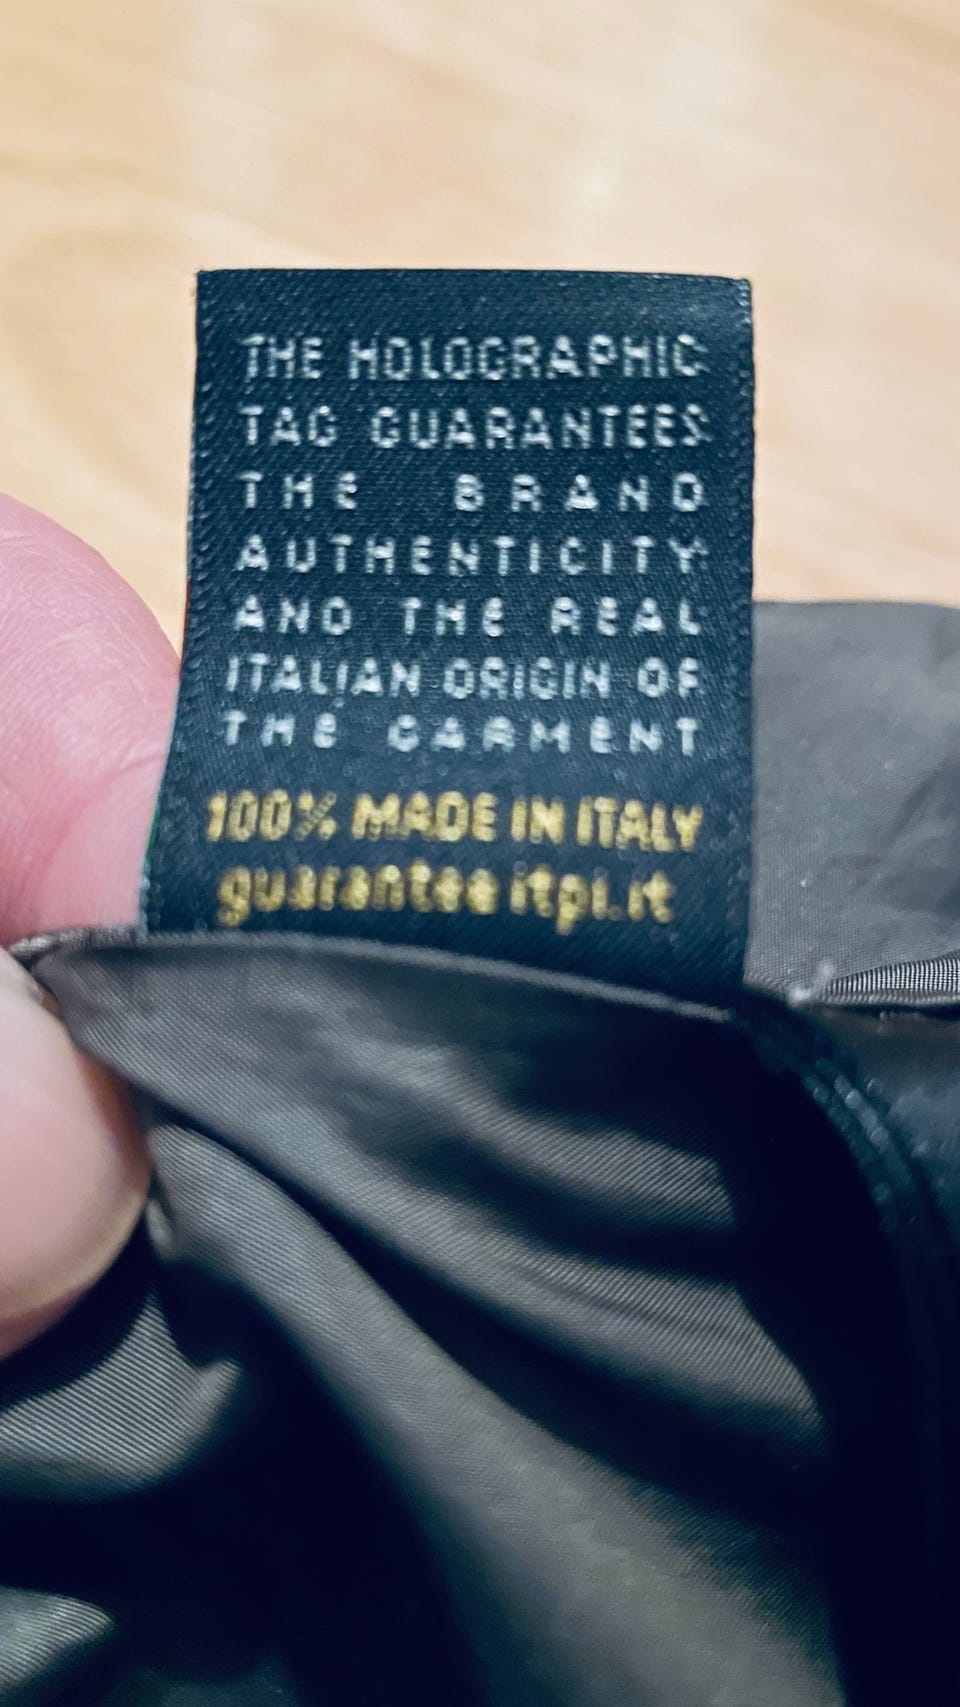 THE HOLOGRAPHIC
TAG GUARANTEES
THE BRAND
AUTHENTICITY
AND THE REAL
ITALIAN ORIGIN OF
THE GARMENT
100% MADE IN ITALY
guarantee itpi.it